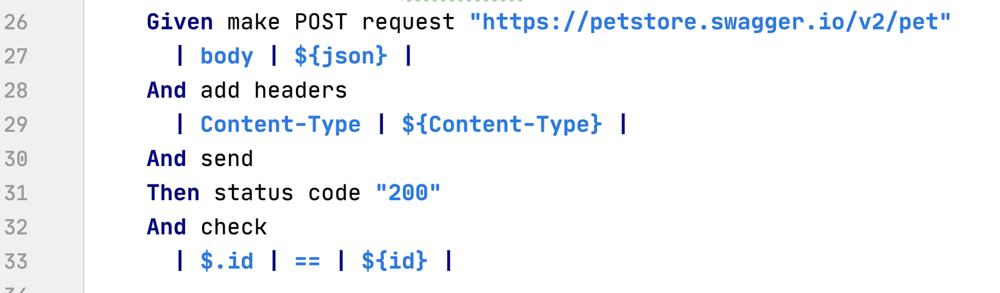 26 Given make POST request "https://petstore.swagger.io/v2/pet"
27 | body | ${json} |
28 And add headers
29 | Content-Type | ${Content-Type} |
30 And send
31 Then status code "200"
32 And check
33 | $.id | == | ${id} |